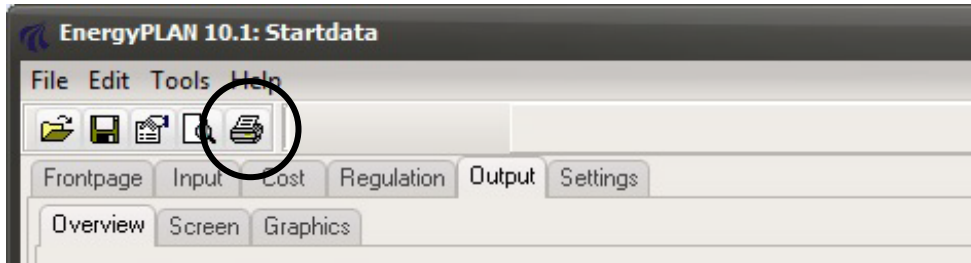 EnergyPLAN 10.1: Startdata
File Edit Tools Help
Frontpage Input Cost Regulation Output Settings
Overview Screen Graphics